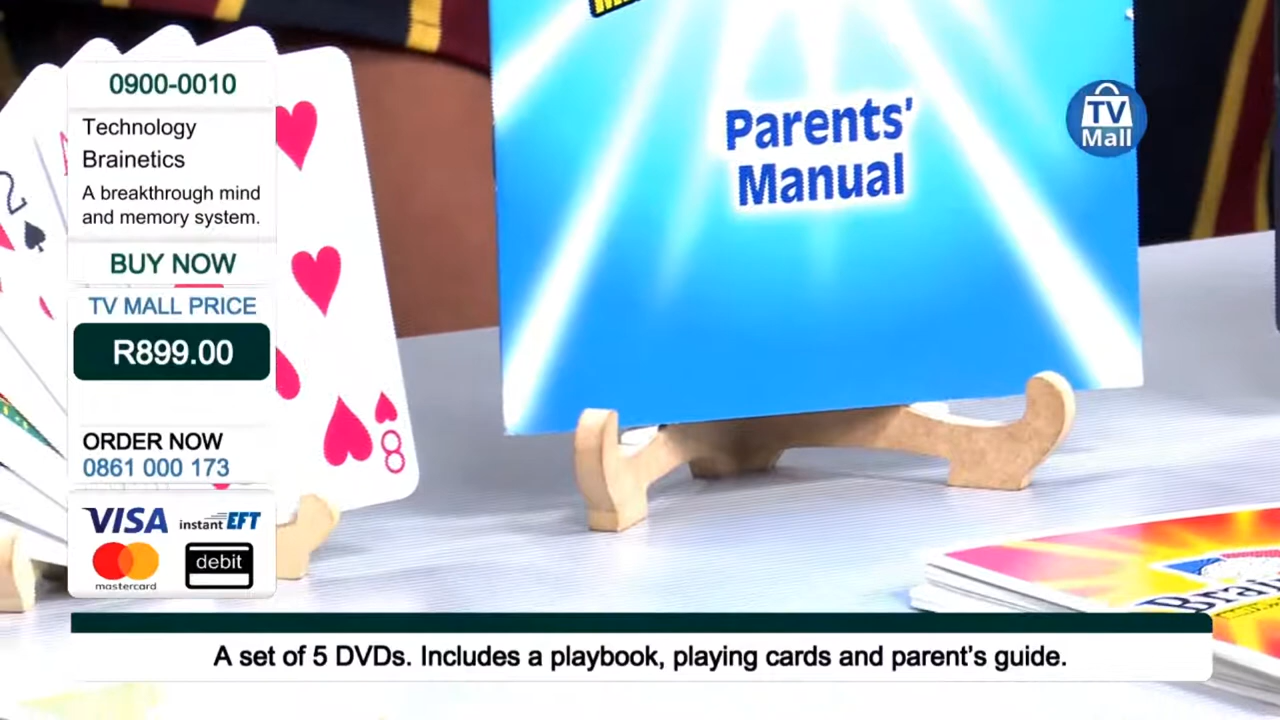 0900-0010
Technology
Brainetics
A breakthrough mind
and memory system.
BUY NOW
TV MALL PRICE
R899.00
ORDER NOW
0861 000 173
VISA instant EFT
mastercard debit
2
8
Parents'
Manual
TV
Mall
A set of 5 DVDs. Includes a playbook, playing cards and parent's guide.